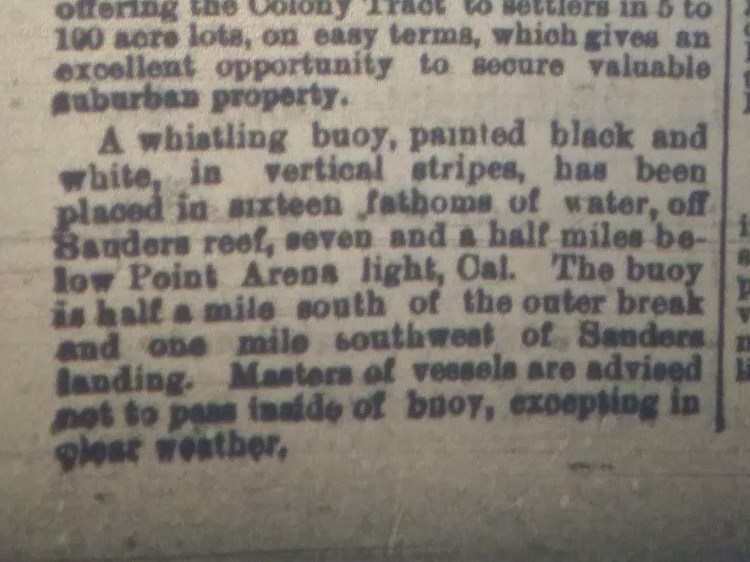 offering the Colony Tract to settlers in 5 to
100 acre lots, on easy terms, which gives an
excellent opportunity to secure valuable
suburban property.
A whistling buoy, painted black and
white, in vertical stripes, has been
placed in sixteen fathoms of water, off
Sanders reef, seven and a half miles be-
low Point Arena light, Cal. The buoy
is half a mile south of the outer break
and one mile southwest of Sanders
landing. Masters of vessels are advised
not to pass inside of buoy, excepting in
clear weather.